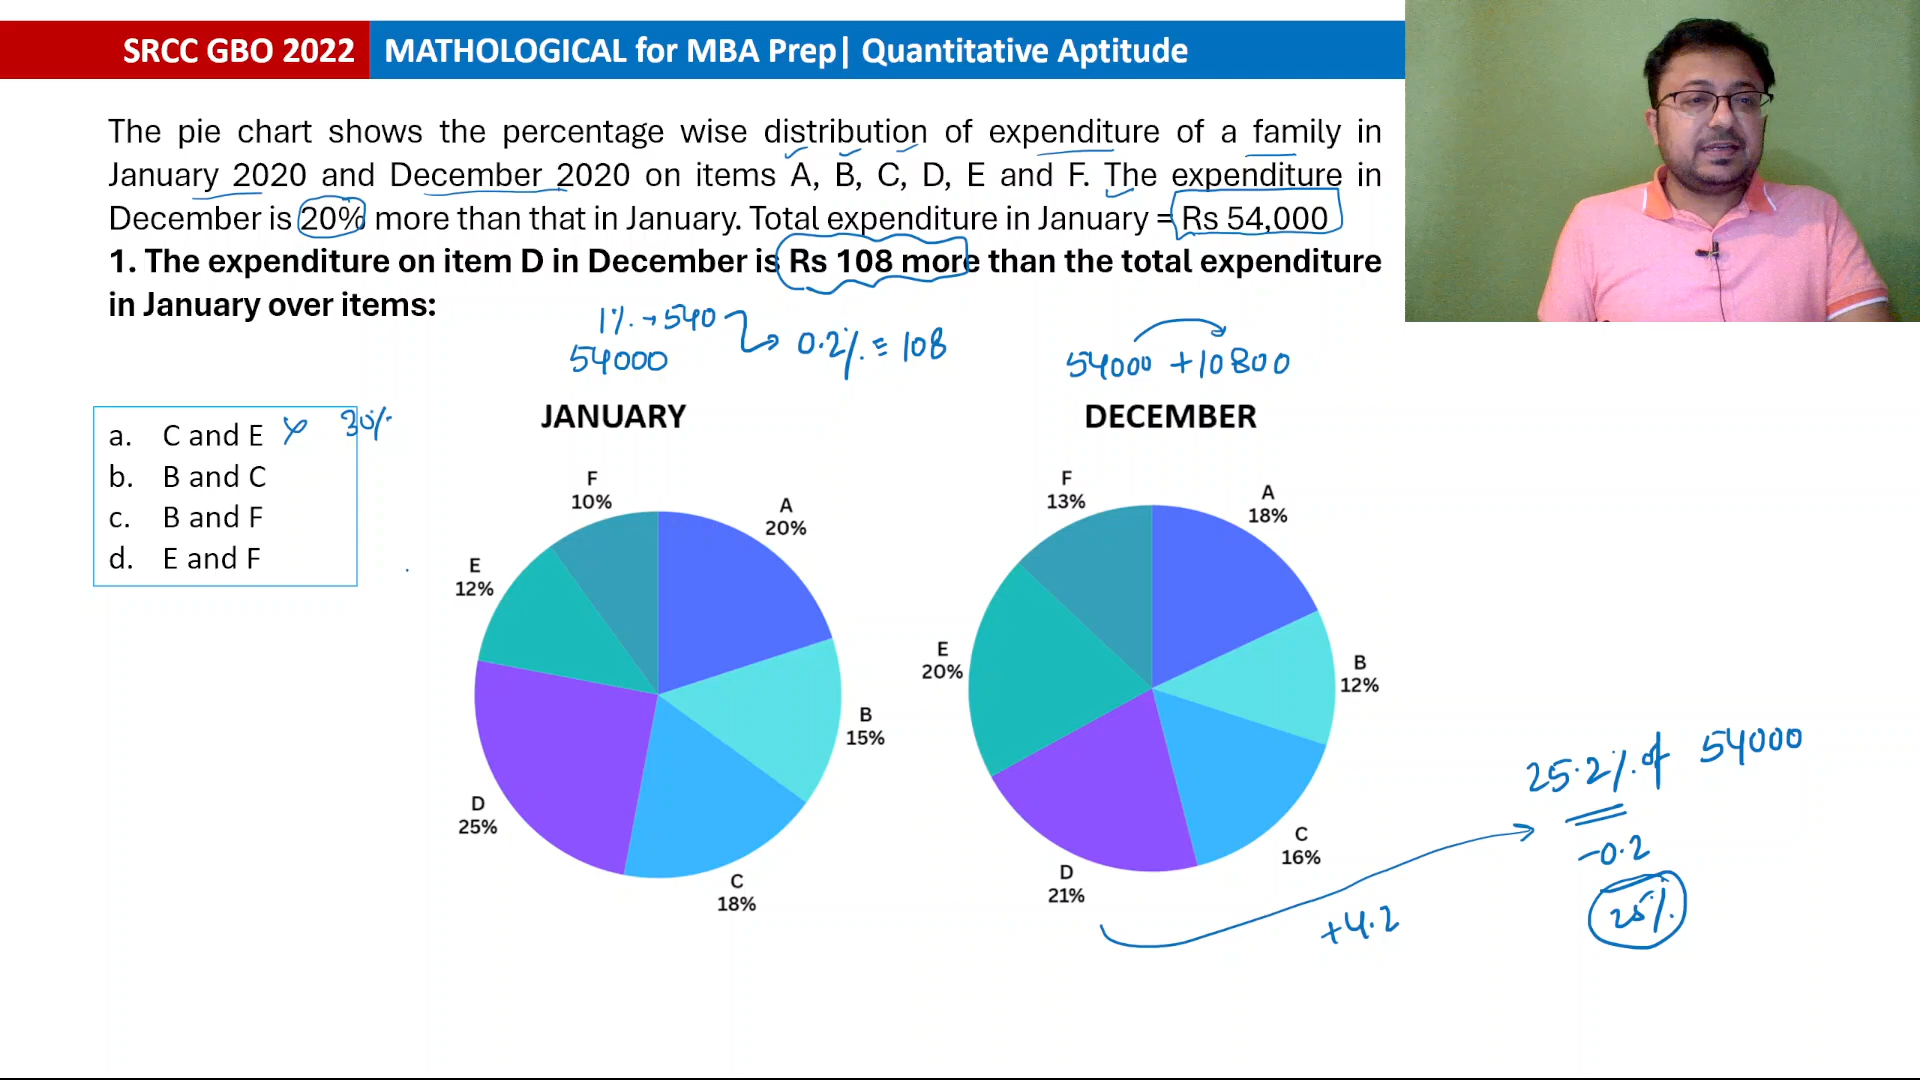 SRCC GBO 2022 MATHOLOGICAL for MBA Prep| Quantitative Aptitude
The pie chart shows the percentage wise distribution of expenditure of a family in
January 2020 and December 2020 on items A, B, C, D, E and F. The expenditure in
December is 20% more than that in January. Total expenditure in January = Rs 54,000
1. The expenditure on item D in December is Rs 108 more than the total expenditure
in January over items:
1% → 540
54000
0.2% ≡ 108
54000 + 10800
a. C and E × 30%
b. B and C
c. B and F
d. E and F
JANUARY
F
10%
A
20%
E
12%
B
15%
D
25%
C
18%
DECEMBER
F
13%
A
18%
E
20%
B
12%
C
16%
D
21%
+4.2
25.2% of 54000
-0.2
25%